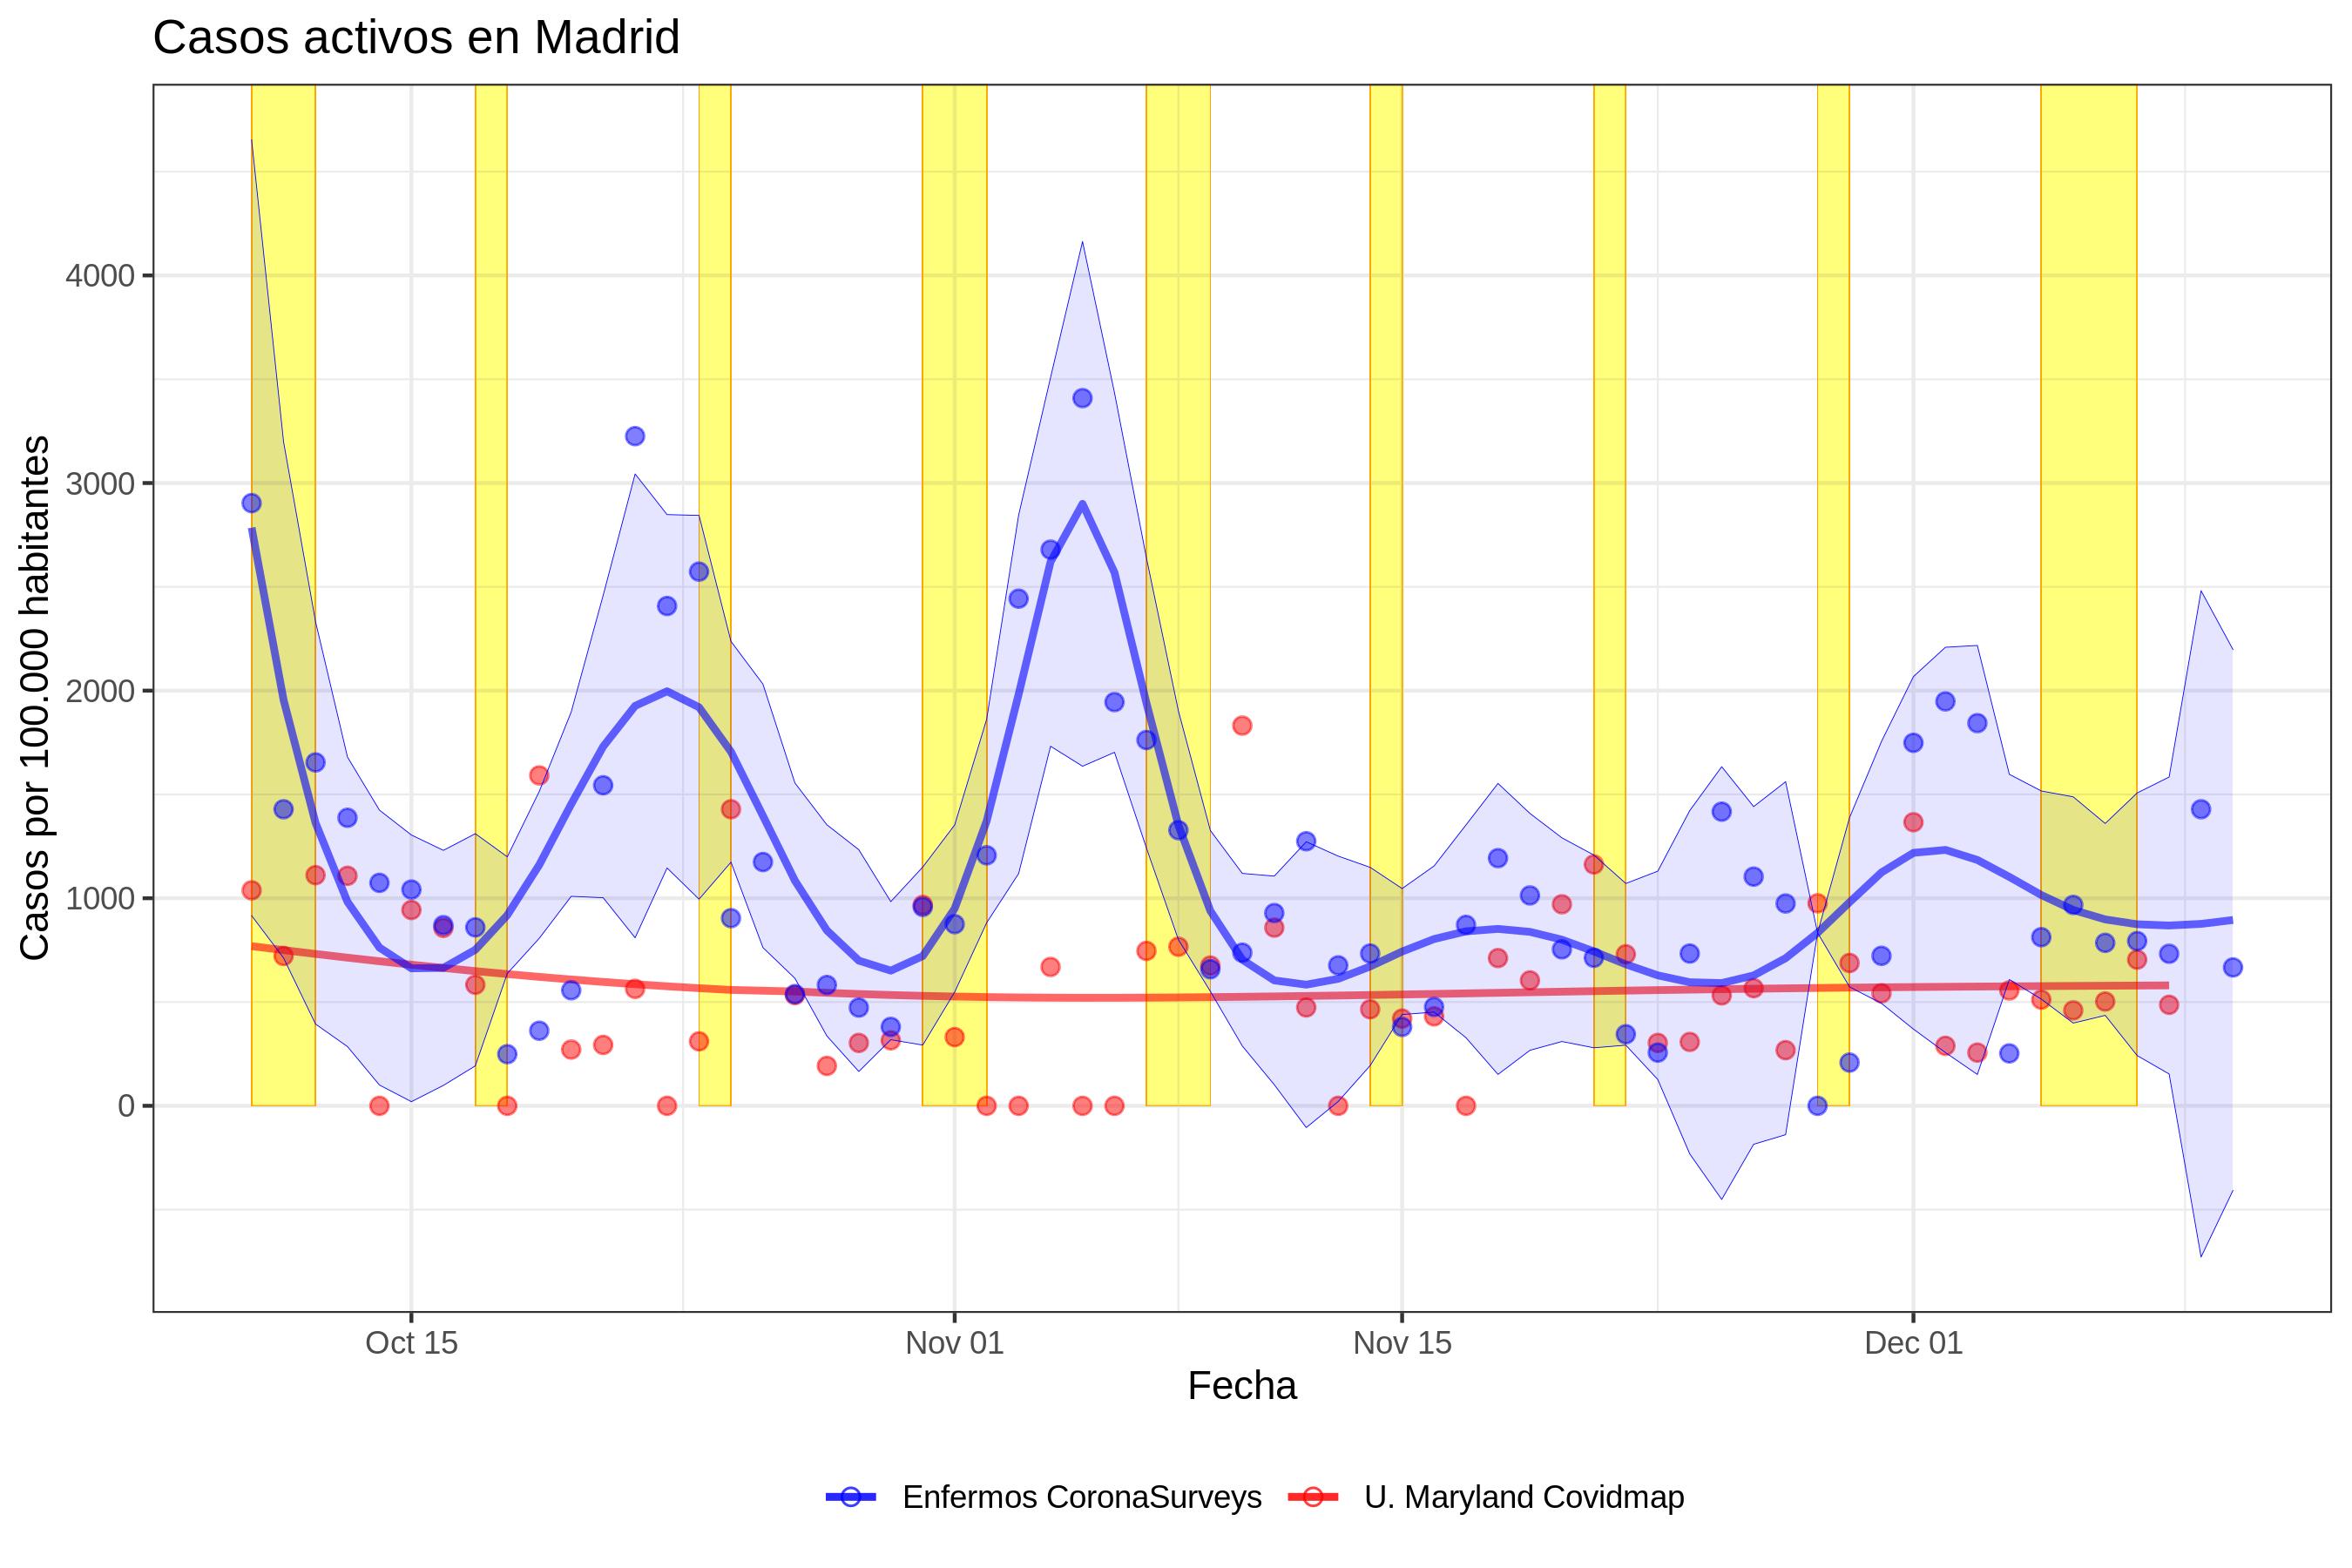 Casos activos en Madrid
Casos por 100.000 habitantes
4000
3000
2000
1000
0
Oct 15
Nov 01
Nov 15
Dec 01
Fecha
Enfermos CoronaSurveys
U. Maryland Covidmap